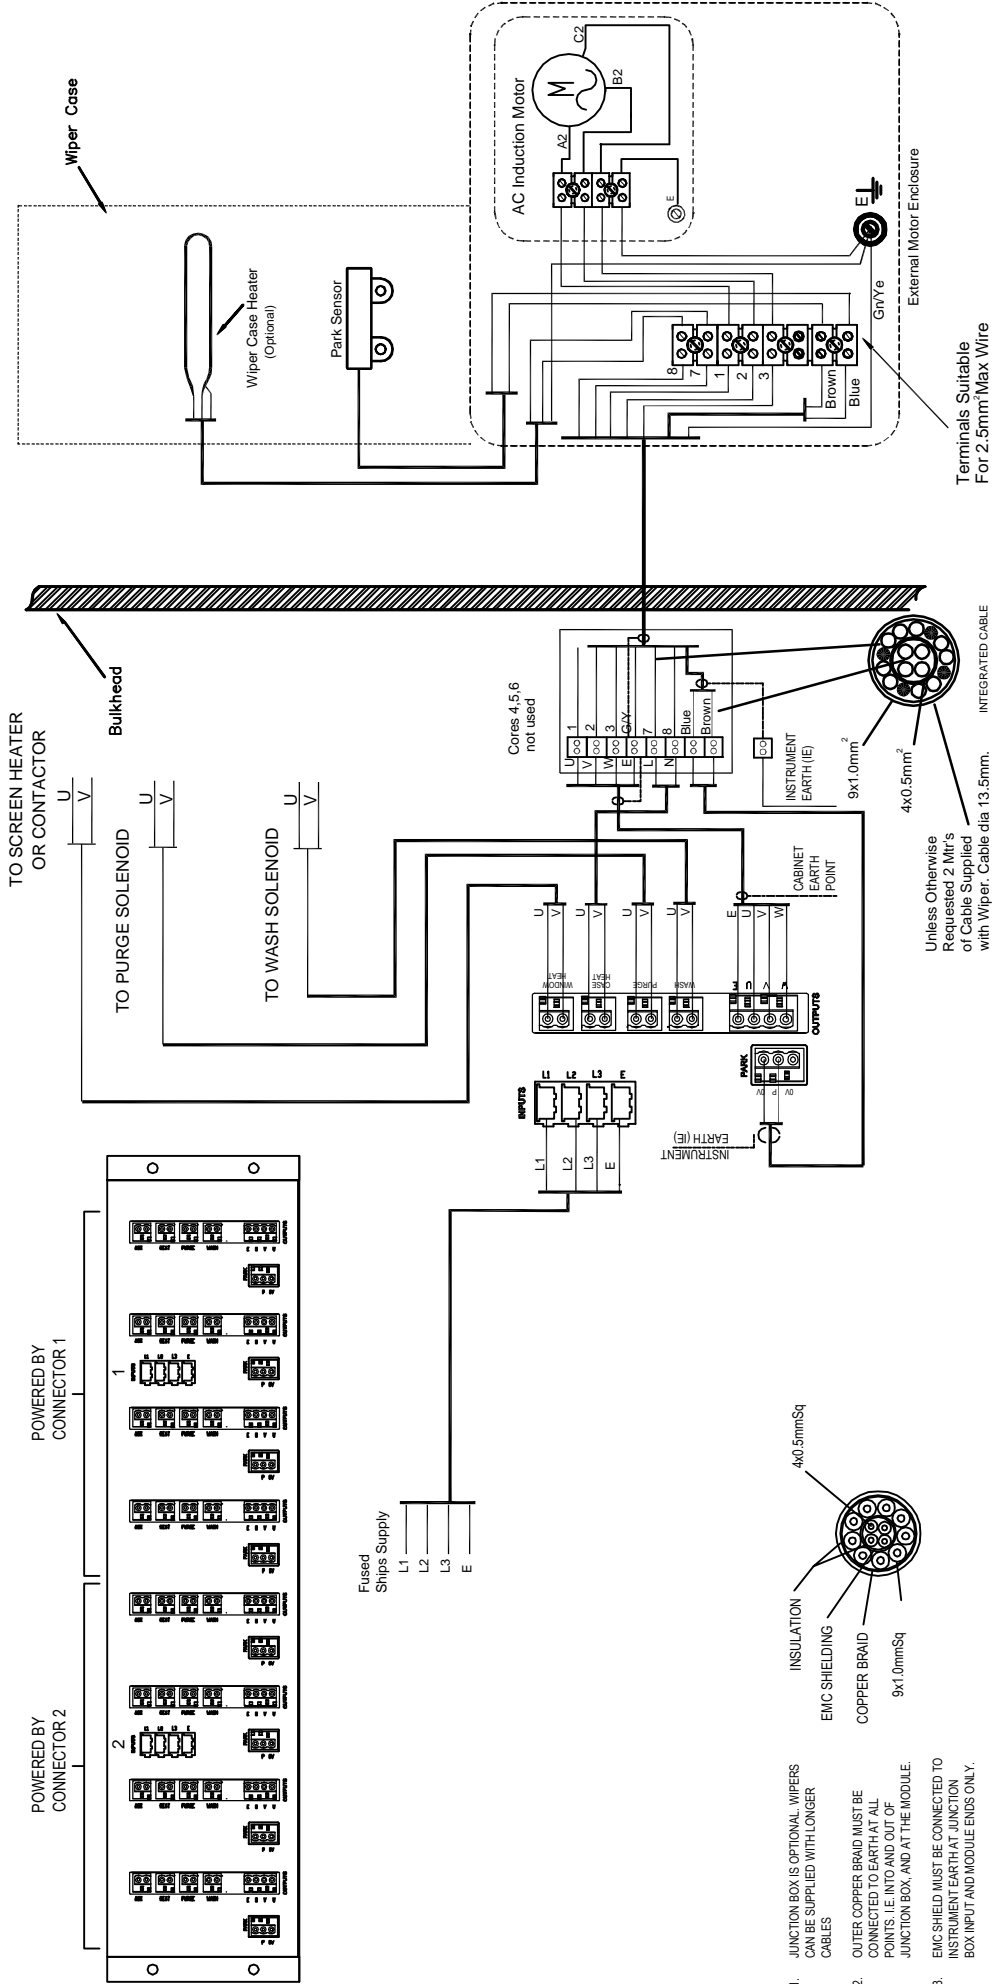 Wiper Case
Wiper Case Heater
(Optional)
Park Sensor
AC Induction Motor
M
A2
B2
C2
E
E
External Motor Enclosure
Gn/Ye
8
7
1
2
3
Brown
Blue
Terminals Suitable
For 2.5mm²Max Wire
Bulkhead
TO SCREEN HEATER
OR CONTACTOR
U
V
TO PURGE SOLENOID
U
V
TO WASH SOLENOID
U
V
Cores 4,5,6
not used
U
V
W
E
L
N
1
2
3
G/Y
7
8
Blue
Brown
INSTRUMENT
EARTH (IE)
9x1.0mm²
4x0.5mm²
INTEGRATED CABLE
Unless Otherwise
Requested 2 Mtr's
of Cable Supplied
with Wiper. Cable dia 13.5mm.
CABINET
EARTH
POINT
U
V
U
V
U
V
U
V
E
U
V
W
WINDOW
HEAT
CASE
HEAT
PURGE
WASH
E
U
V
W
OUTPUTS
PARK
0V
P
0V
INSTRUMENT
EARTH (IE)
INPUTS
L1
L2
L3
E
L1
L2
L3
E
Fused
Ships Supply
L1
L2
L3
E
POWERED BY
CONNECTOR 1
1
POWERED BY
CONNECTOR 2
2
4x0.5mmSq
INSULATION
EMC SHIELDING
COPPER BRAID
9x1.0mmSq
1. JUNCTION BOX IS OPTIONAL. WIPERS
CAN BE SUPPLIED WITH LONGER
CABLES
2. OUTER COPPER BRAID MUST BE
CONNECTED TO EARTH AT ALL
POINTS. I.E. INTO AND OUT OF
JUNCTION BOX, AND AT THE MODULE.
3. EMC SHIELD MUST BE CONNECTED TO
INSTRUMENT EARTH AT JUNCTION
BOX INPUT AND MODULE ENDS ONLY.